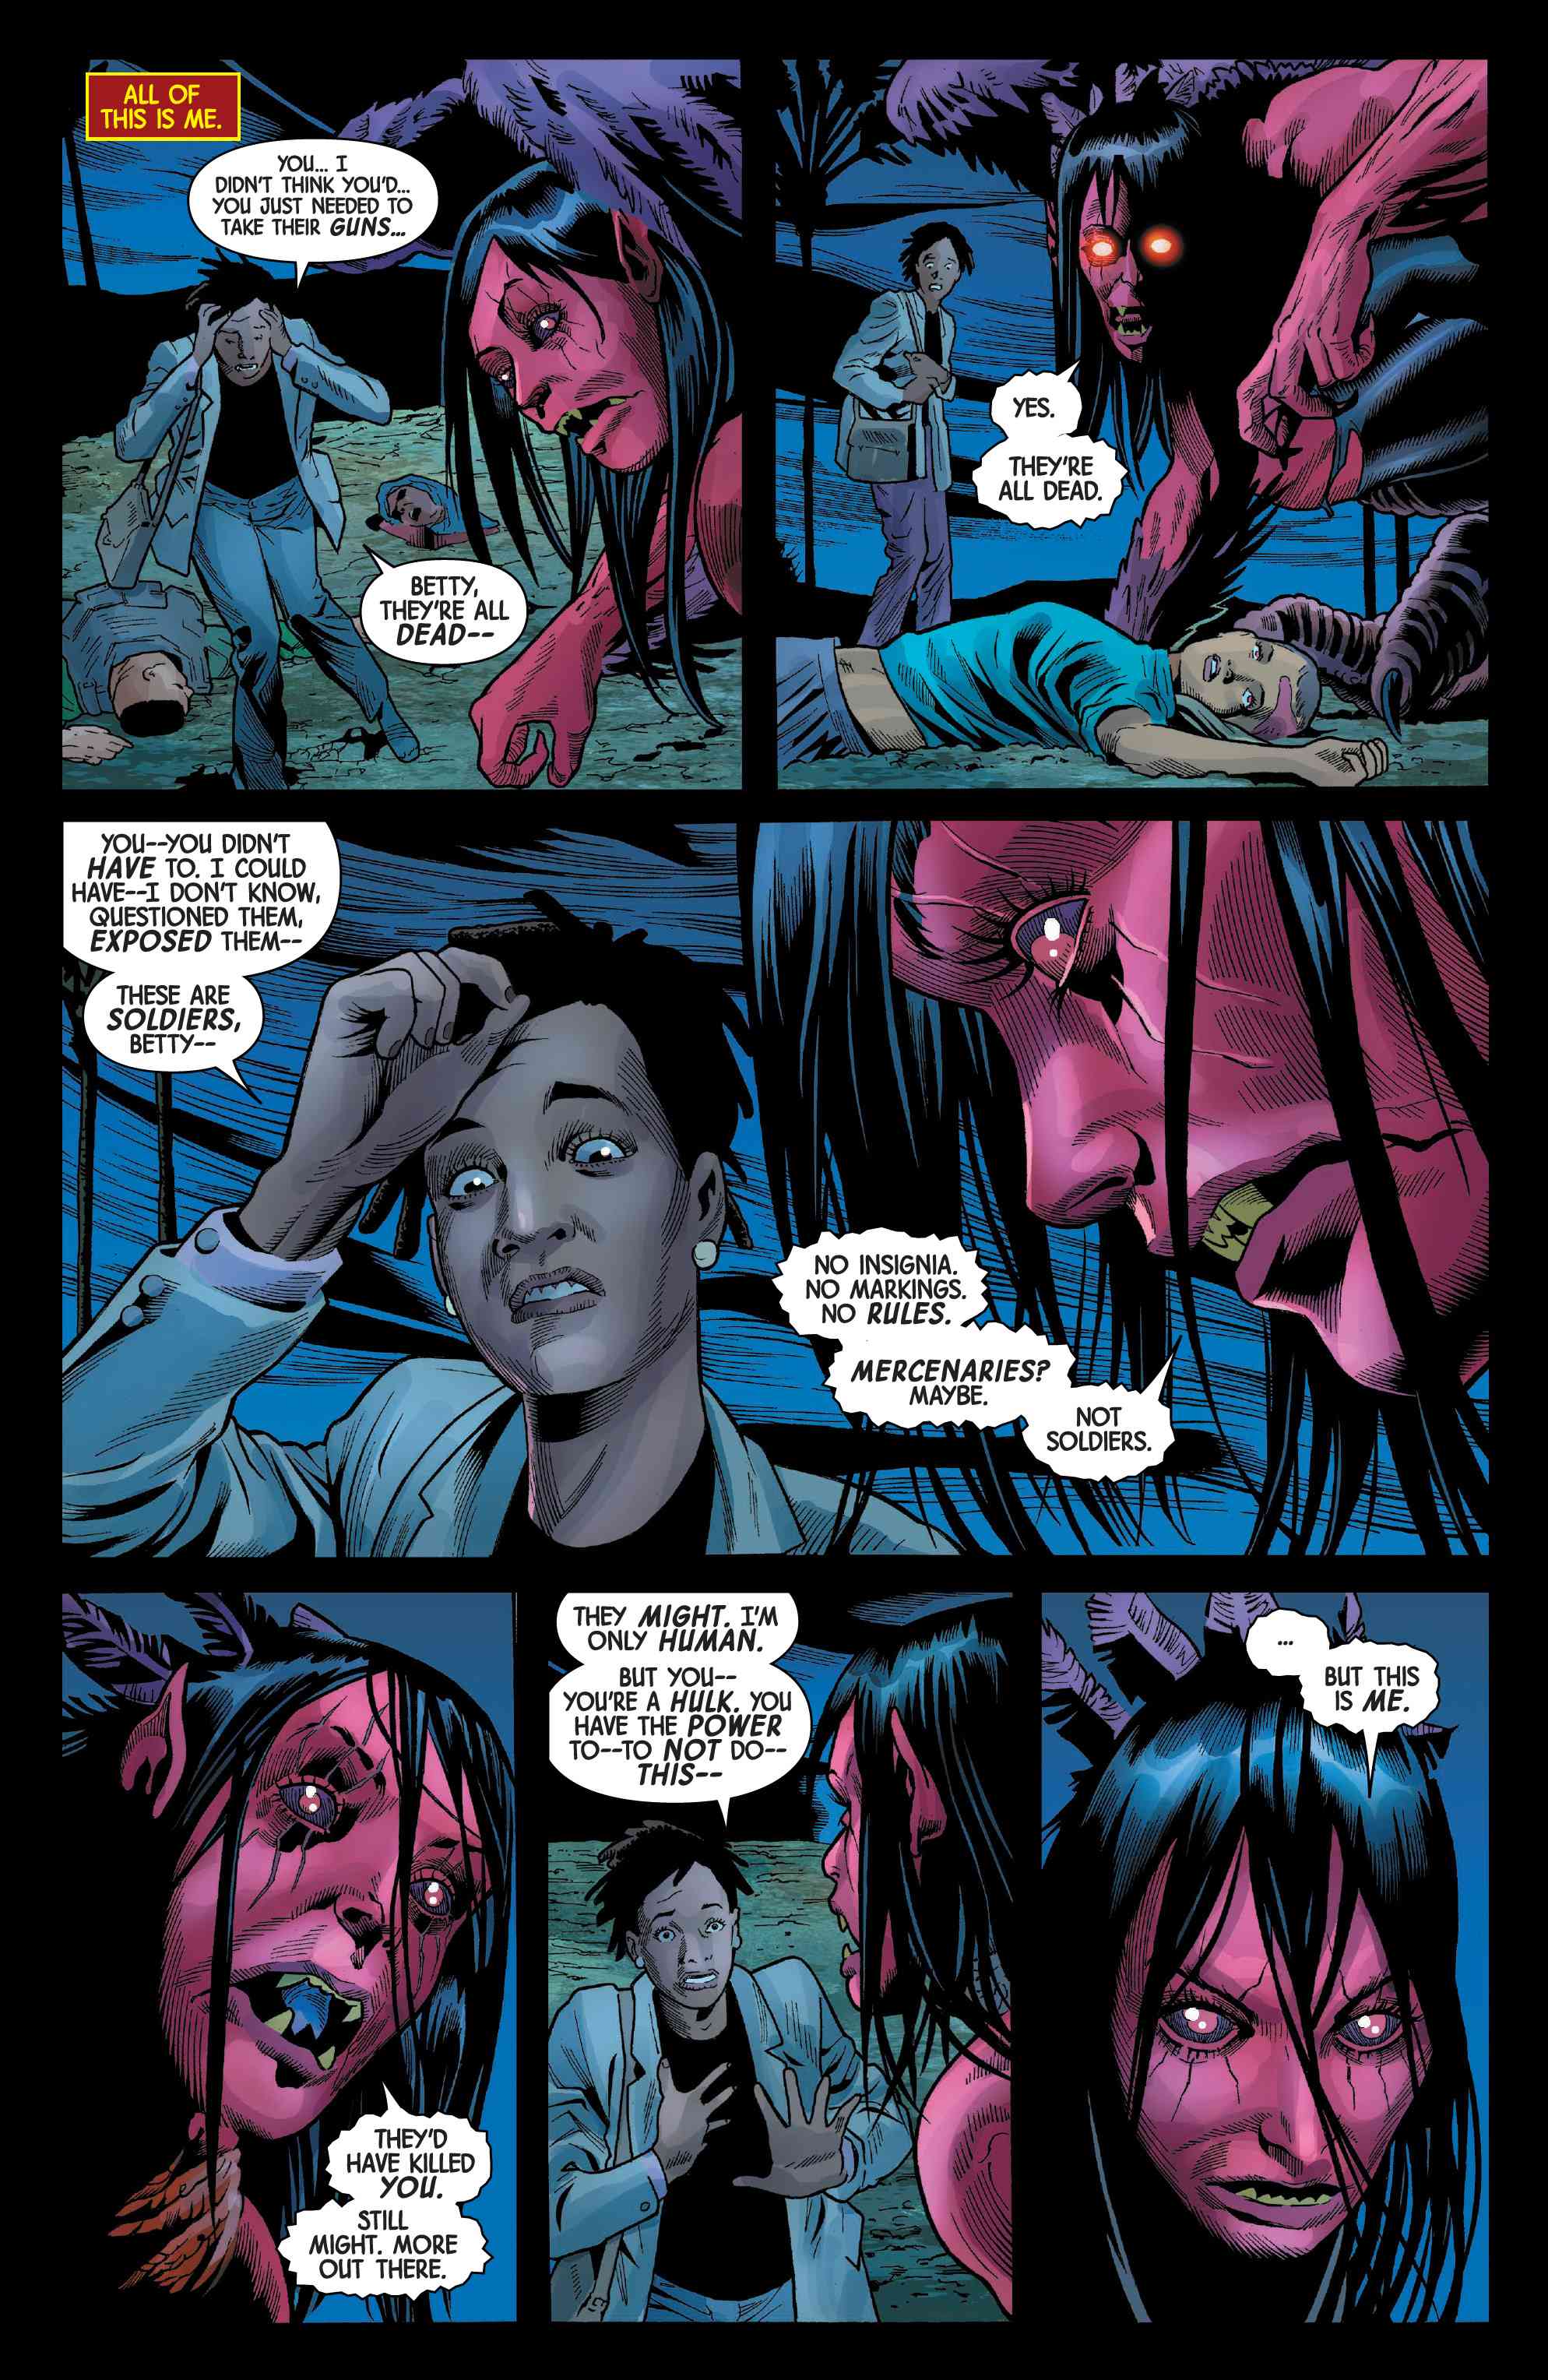 ALL OF
THIS IS ME.
YOU... I
DIDN'T THINK YOU'D...
YOU JUST NEEDED TO
TAKE THEIR GUNS...
BETTY,
THEY'RE ALL
DEAD--
YES.
THEY'RE
ALL DEAD.
YOU--YOU DIDN'T
HAVE TO. I COULD
HAVE--I DON'T KNOW,
QUESTIONED THEM,
EXPOSED THEM--
THESE ARE
SOLDIERS,
BETTY--
NO INSIGNIA.
NO MARKINGS.
NO RULES.
MERCENARIES?
MAYBE.
NOT
SOLDIERS.
THEY'D
HAVE KILLED
YOU.
STILL
MIGHT. MORE
OUT THERE.
THEY MIGHT. I'M
ONLY HUMAN.
BUT YOU--
YOU'RE A HULK. YOU
HAVE THE POWER
TO--TO NOT DO--
THIS--
...
BUT THIS
IS ME.